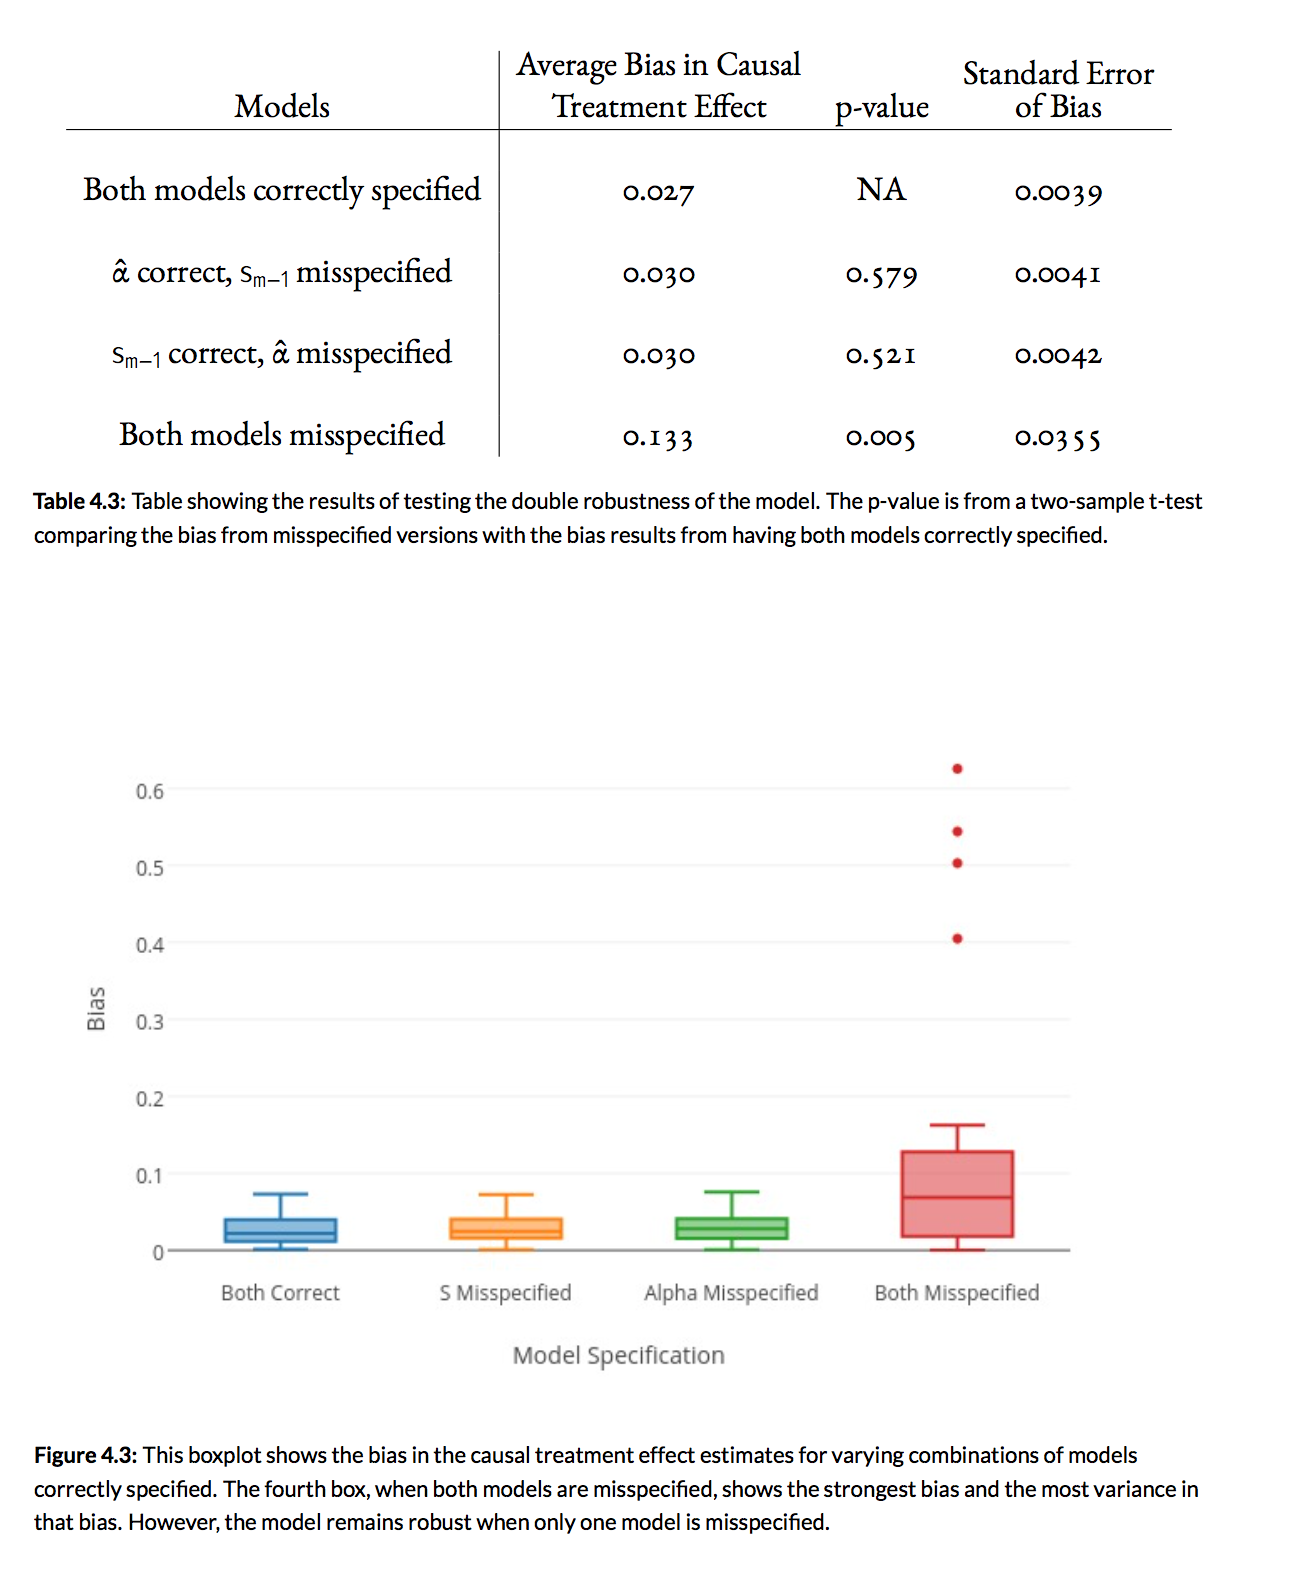 Models | Average Bias in Causal Treatment Effect | p-value | Standard Error of Bias
Both models correctly specified | 0.027 | NA | 0.0039
α̂ correct, Sm−1 misspecified | 0.030 | 0.579 | 0.0041
Sm−1 correct, α̂ misspecified | 0.030 | 0.521 | 0.0042
Both models misspecified | 0.133 | 0.005 | 0.0355
Table 4.3: Table showing the results of testing the double robustness of the model. The p-value is from a two-sample t-test
comparing the bias from misspecified versions with the bias results from having both models correctly specified.
0.6
0.5
0.4
Bias
0.3
0.2
0.1
0
Both Correct S Misspecified Alpha Misspecified Both Misspecified
Model Specification
Figure 4.3: This boxplot shows the bias in the causal treatment effect estimates for varying combinations of models
correctly specified. The fourth box, when both models are misspecified, shows the strongest bias and the most variance in
that bias. However, the model remains robust when only one model is misspecified.